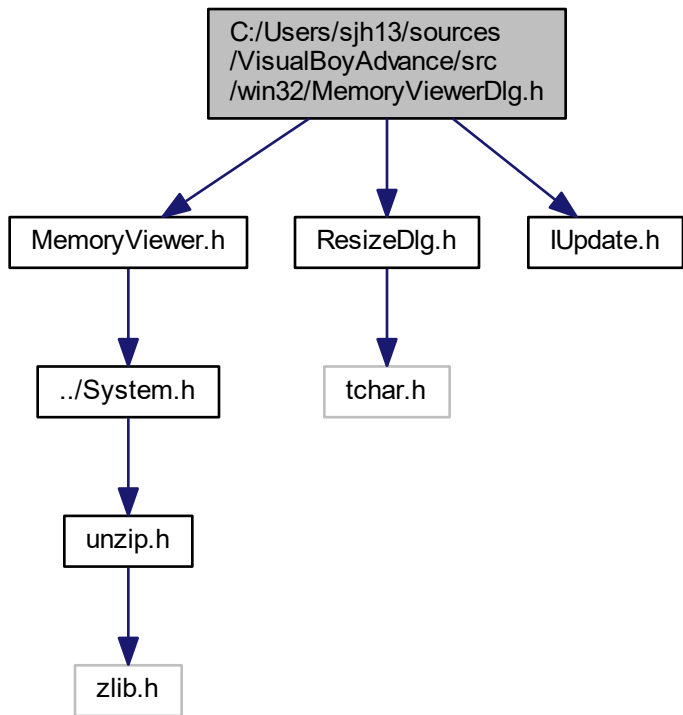 C:/Users/sjh13/sources
/VisualBoyAdvance/src
/win32/MemoryViewerDlg.h
MemoryViewer.h
ResizeDlg.h
IUpdate.h
../System.h
tchar.h
unzip.h
zlib.h